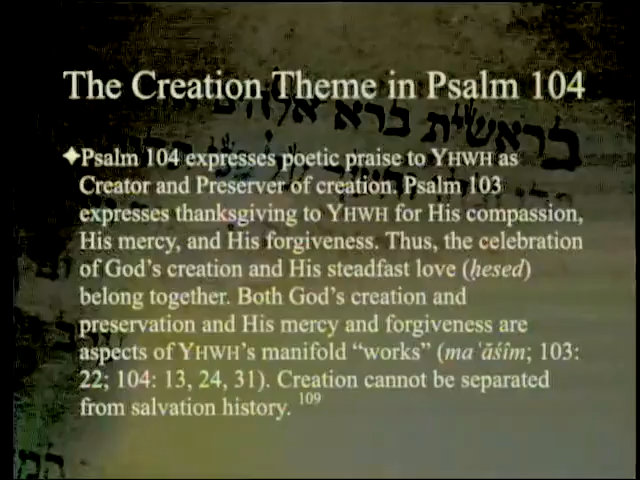 The Creation Theme in Psalm 104
בראשית ברא אלהים
✦Psalm 104 expresses poetic praise to YHWH as
Creator and Preserver of creation. Psalm 103
expresses thanksgiving to YHWH for His compassion,
His mercy, and His forgiveness. Thus, the celebration
of God's creation and His steadfast love (ḥesed)
belong together. Both God's creation and
preservation and His mercy and forgiveness are
aspects of YHWH's manifold “works” (maʿăśîm; 103:
22; 104: 13, 24, 31). Creation cannot be separated
from salvation history. 109